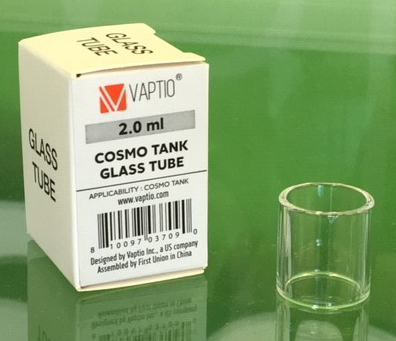 GLASS
TUBE
GLASS
TUBE
VAPTIO®
2.0 ml
COSMO TANK
GLASS TUBE
APPLICABILITY : COSMO TANK
www.vaptio.com
8 10097 03709 0
Designed by Vaptio Inc., a US company
Assembled by First Union in China